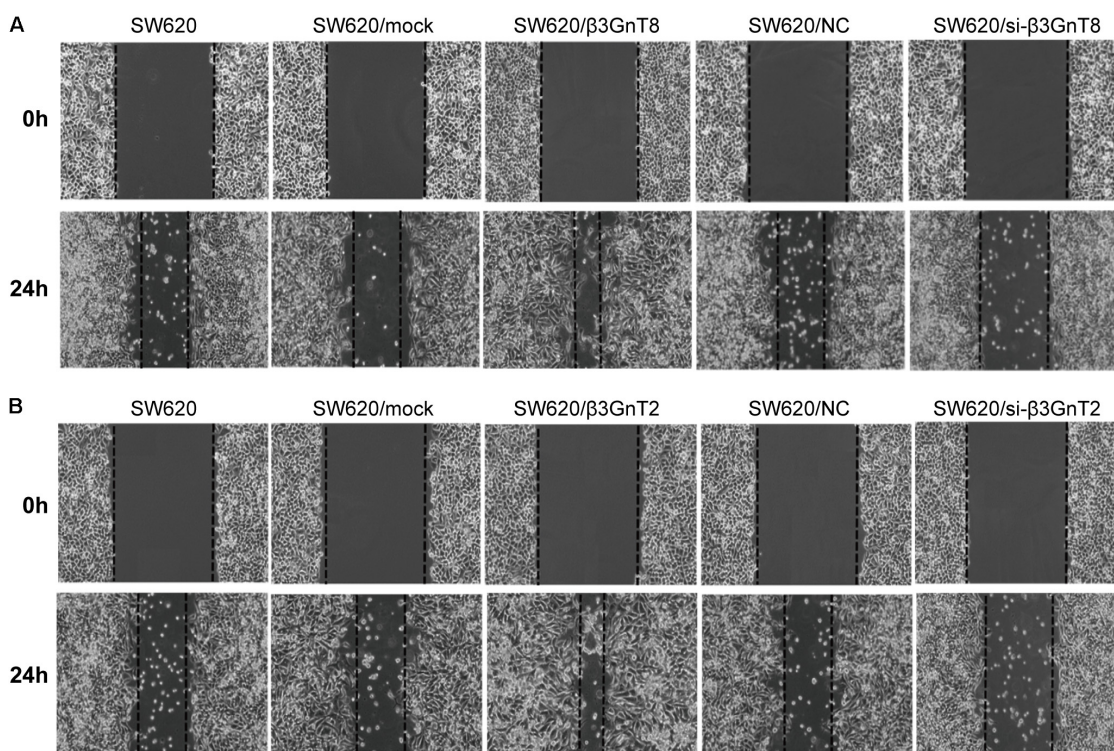 A
SW620 SW620/mock SW620/β3GnT8 SW620/NC SW620/si-β3GnT8
0h
24h
B
SW620 SW620/mock SW620/β3GnT2 SW620/NC SW620/si-β3GnT2
0h
24h